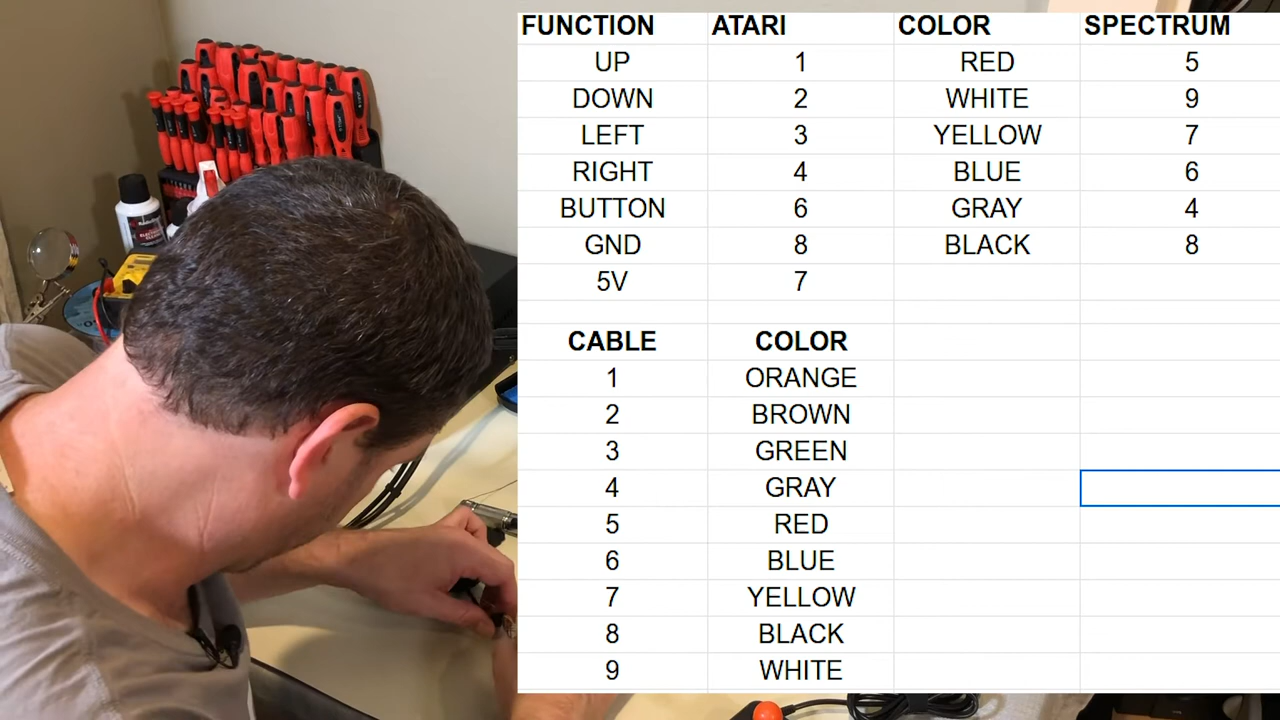 FUNCTION ATARI COLOR SPECTRUM
UP 1 RED 5
DOWN 2 WHITE 9
LEFT 3 YELLOW 7
RIGHT 4 BLUE 6
BUTTON 6 GRAY 4
GND 8 BLACK 8
5V 7
CABLE COLOR
1 ORANGE
2 BROWN
3 GREEN
4 GRAY
5 RED
6 BLUE
7 YELLOW
8 BLACK
9 WHITE